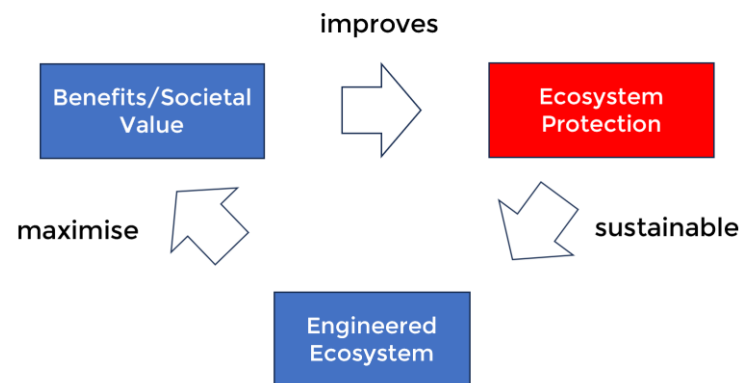 improves
Benefits/Societal
Value
Ecosystem
Protection
maximise
sustainable
Engineered
Ecosystem